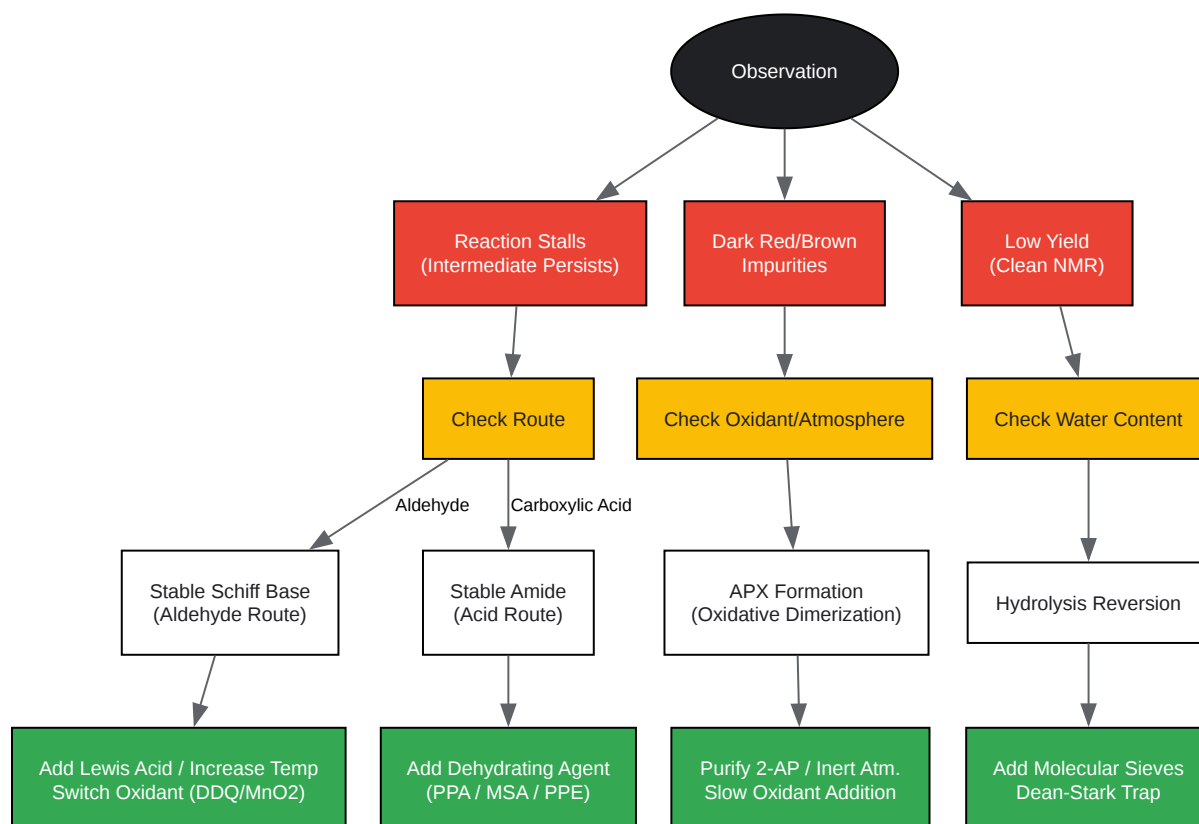 Observation
Reaction Stalls
(Intermediate Persists)
Dark Red/Brown
Impurities
Low Yield
(Clean NMR)
Check Route
Check Oxidant/Atmosphere
Check Water Content
Aldehyde
Carboxylic Acid
Stable Schiff Base
(Aldehyde Route)
Stable Amide
(Acid Route)
APX Formation
(Oxidative Dimerization)
Hydrolysis Reversion
Add Lewis Acid / Increase Temp
Switch Oxidant (DDQ/MnO2)
Add Dehydrating Agent
(PPA / MSA / PPE)
Purify 2-AP / Inert Atm.
Slow Oxidant Addition
Add Molecular Sieves
Dean-Stark Trap